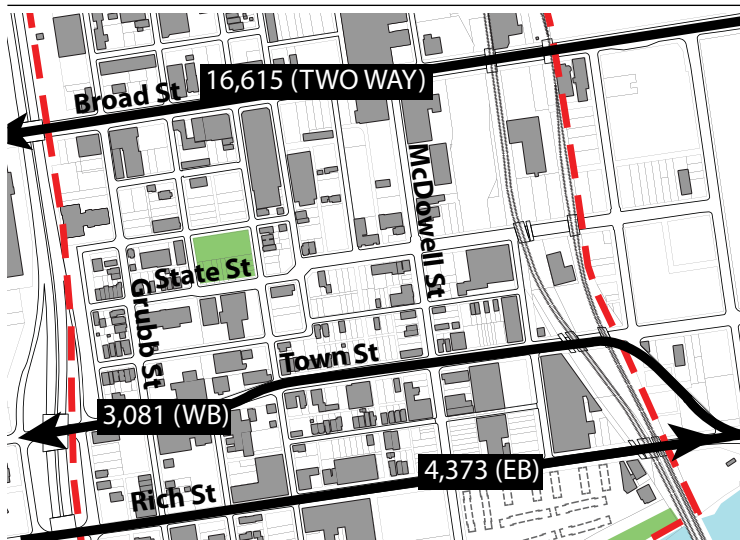 16,615 (TWO WAY)
Broad St
McDowell St
State St
Grubb St
Town St
3,081 (WB)
4,373 (EB)
Rich St